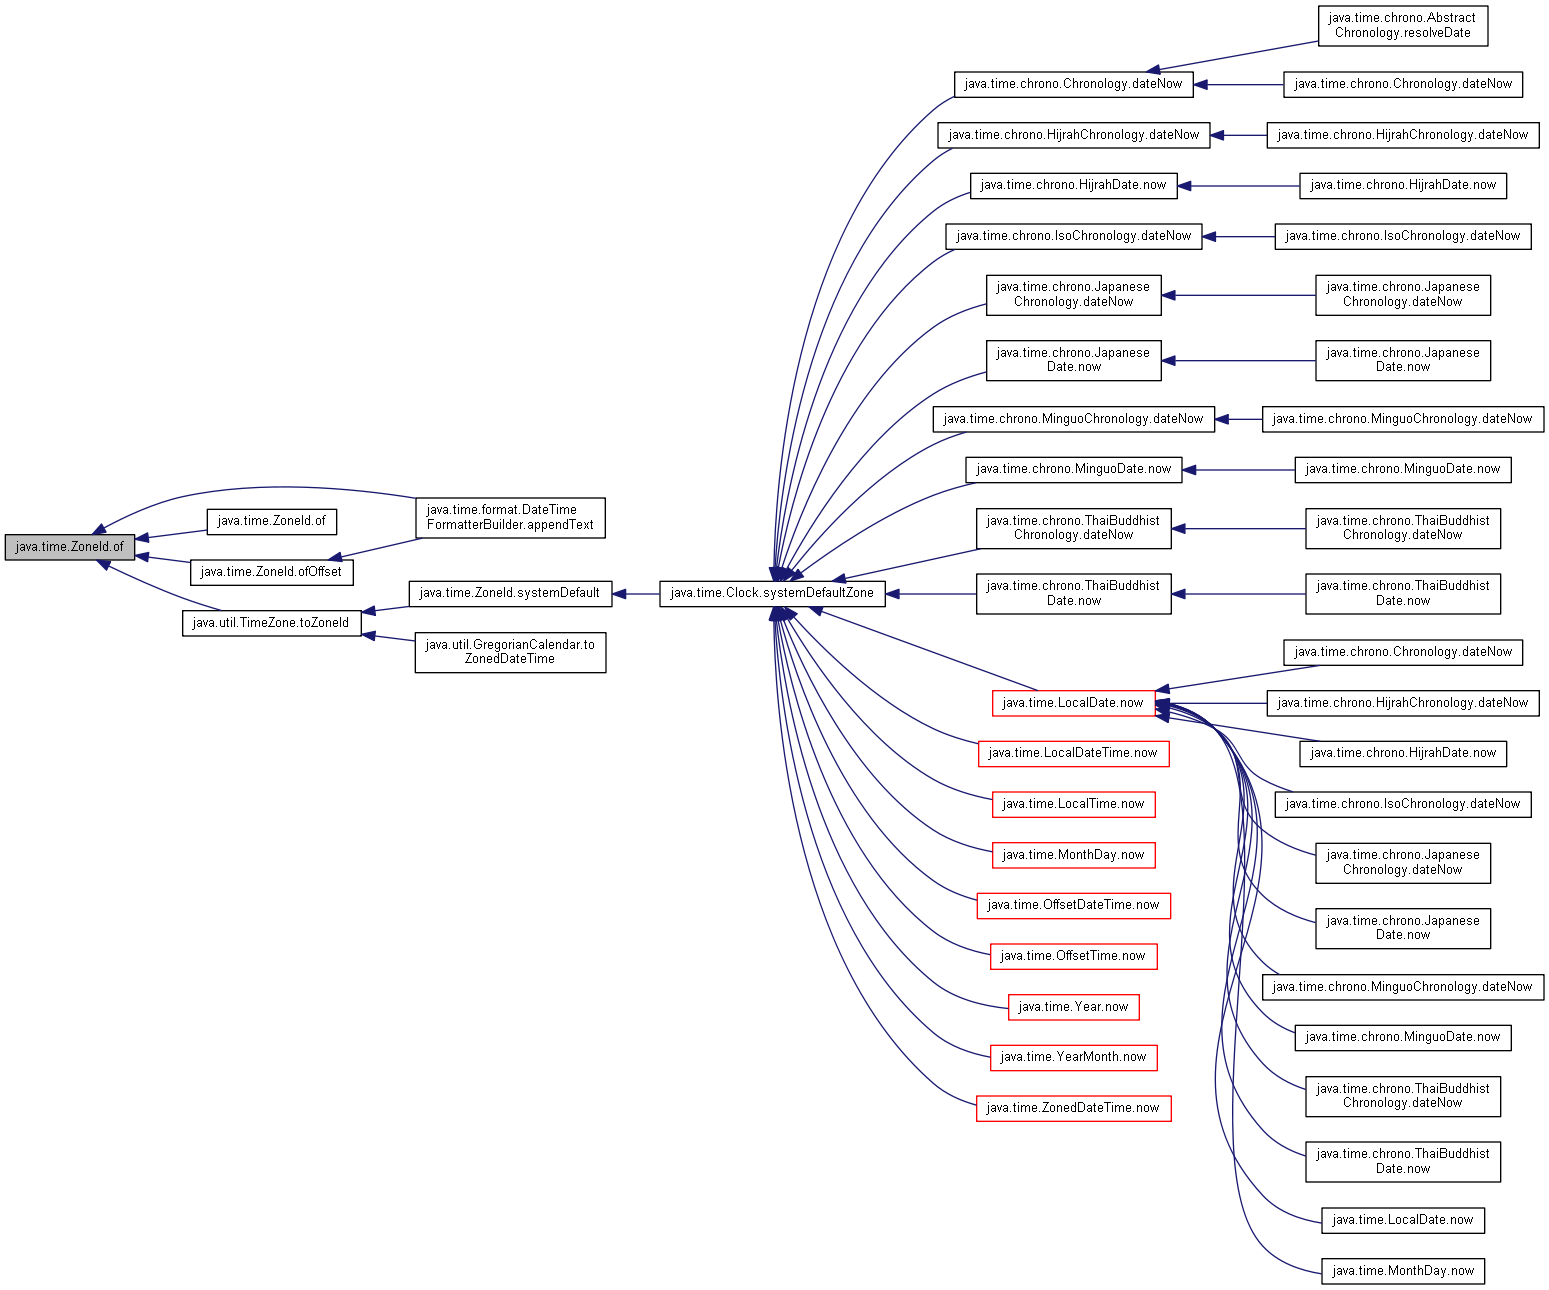 java.time.ZoneId.of
java.time.format.DateTime
FormatterBuilder.appendText
java.time.ZoneId.of
java.time.ZoneId.ofOffset
java.util.TimeZone.toZoneId
java.time.ZoneId.systemDefault
java.util.GregorianCalendar.to
ZonedDateTime
java.time.Clock.systemDefaultZone
java.time.chrono.Chronology.dateNow
java.time.chrono.HijrahChronology.dateNow
java.time.chrono.HijrahDate.now
java.time.chrono.IsoChronology.dateNow
java.time.chrono.Japanese
Chronology.dateNow
java.time.chrono.Japanese
Date.now
java.time.chrono.MinguoChronology.dateNow
java.time.chrono.MinguoDate.now
java.time.chrono.ThaiBuddhist
Chronology.dateNow
java.time.chrono.ThaiBuddhist
Date.now
java.time.LocalDate.now
java.time.LocalDateTime.now
java.time.LocalTime.now
java.time.MonthDay.now
java.time.OffsetDateTime.now
java.time.OffsetTime.now
java.time.Year.now
java.time.YearMonth.now
java.time.ZonedDateTime.now
java.time.chrono.Abstract
Chronology.resolveDate
java.time.chrono.Chronology.dateNow
java.time.chrono.HijrahChronology.dateNow
java.time.chrono.HijrahDate.now
java.time.chrono.IsoChronology.dateNow
java.time.chrono.Japanese
Chronology.dateNow
java.time.chrono.Japanese
Date.now
java.time.chrono.MinguoChronology.dateNow
java.time.chrono.MinguoDate.now
java.time.chrono.ThaiBuddhist
Chronology.dateNow
java.time.chrono.ThaiBuddhist
Date.now
java.time.chrono.Chronology.dateNow
java.time.chrono.HijrahChronology.dateNow
java.time.chrono.HijrahDate.now
java.time.chrono.IsoChronology.dateNow
java.time.chrono.Japanese
Chronology.dateNow
java.time.chrono.Japanese
Date.now
java.time.chrono.MinguoChronology.dateNow
java.time.chrono.MinguoDate.now
java.time.chrono.ThaiBuddhist
Chronology.dateNow
java.time.chrono.ThaiBuddhist
Date.now
java.time.LocalDate.now
java.time.MonthDay.now